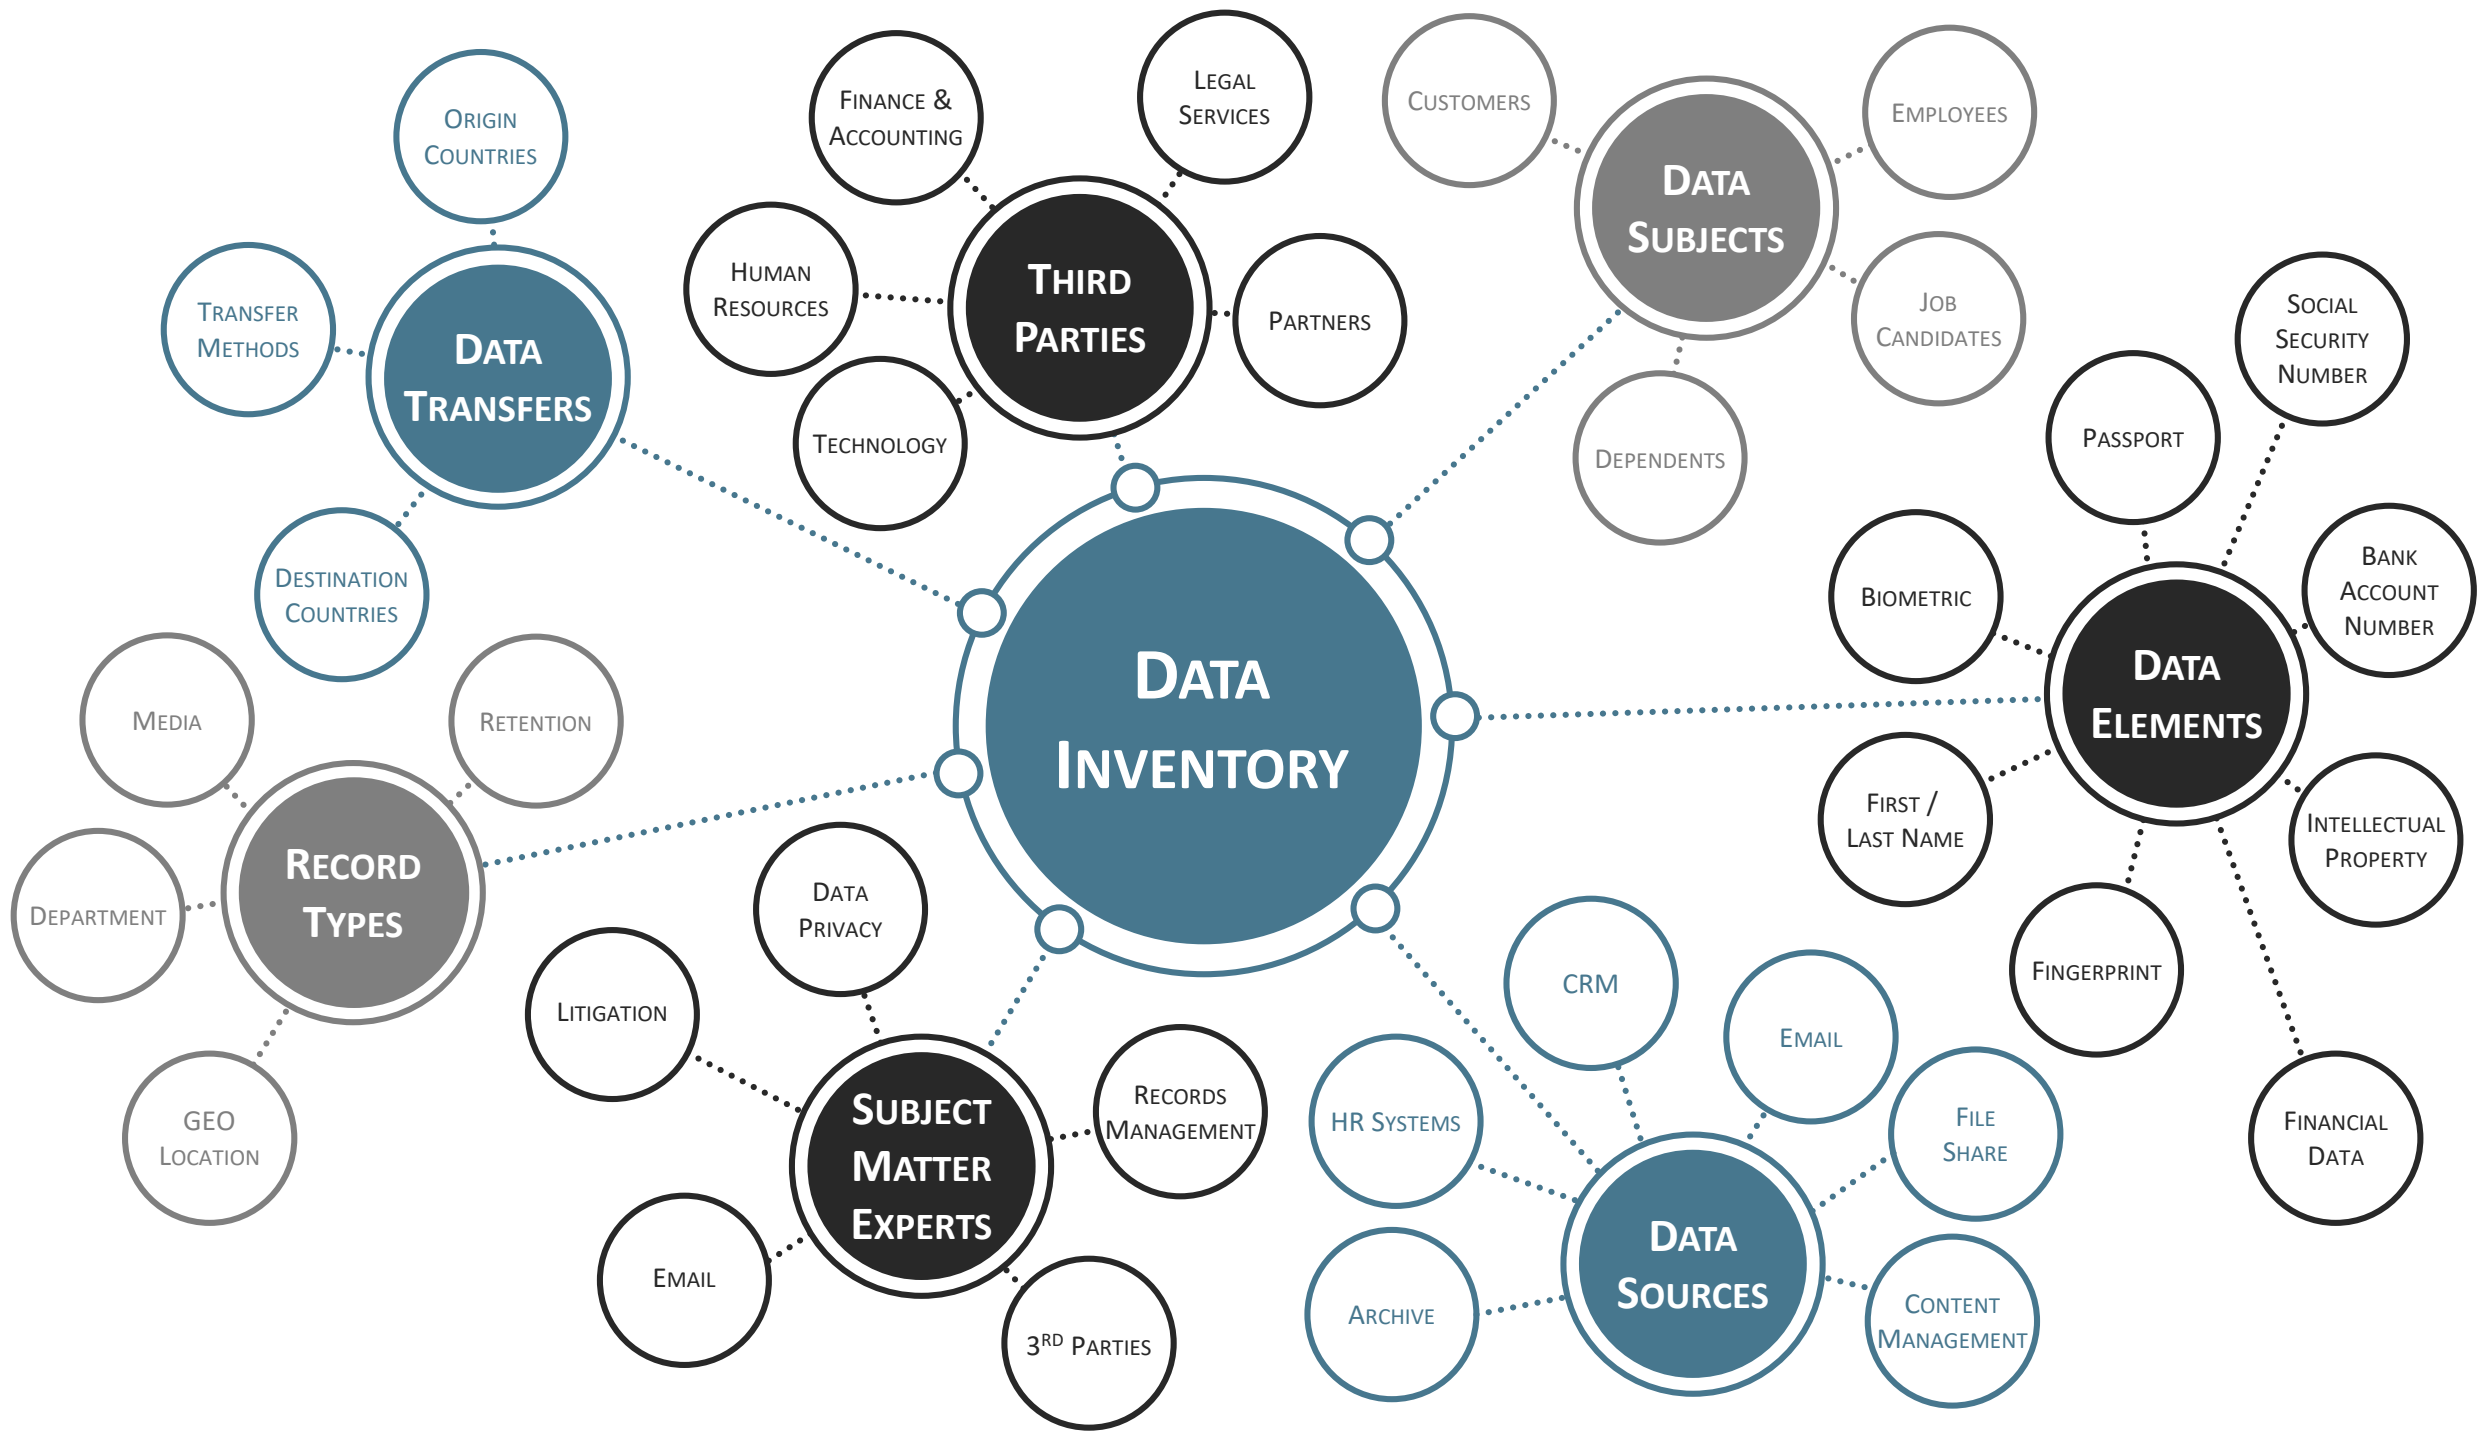 Data
Inventory
Data
Transfers
Origin
Countries
Transfer
Methods
Destination
Countries
Third
Parties
Finance &
Accounting
Legal
Services
Human
Resources
Partners
Technology
Data
Subjects
Customers
Employees
Job
Candidates
Dependents
Data
Elements
Social
Security
Number
Passport
Bank
Account
Number
Biometric
First /
Last Name
Intellectual
Property
Fingerprint
Financial
Data
Data
Sources
CRM
Email
HR Systems
File
Share
Archive
Content
Management
Subject
Matter
Experts
Data
Privacy
Litigation
Records
Management
Email
3RD Parties
Record
Types
Media
Retention
Department
GEO
Location